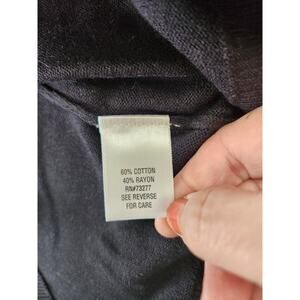 60% COTTON
40% RAYON
RN#73277
SEE REVERSE
FOR CARE